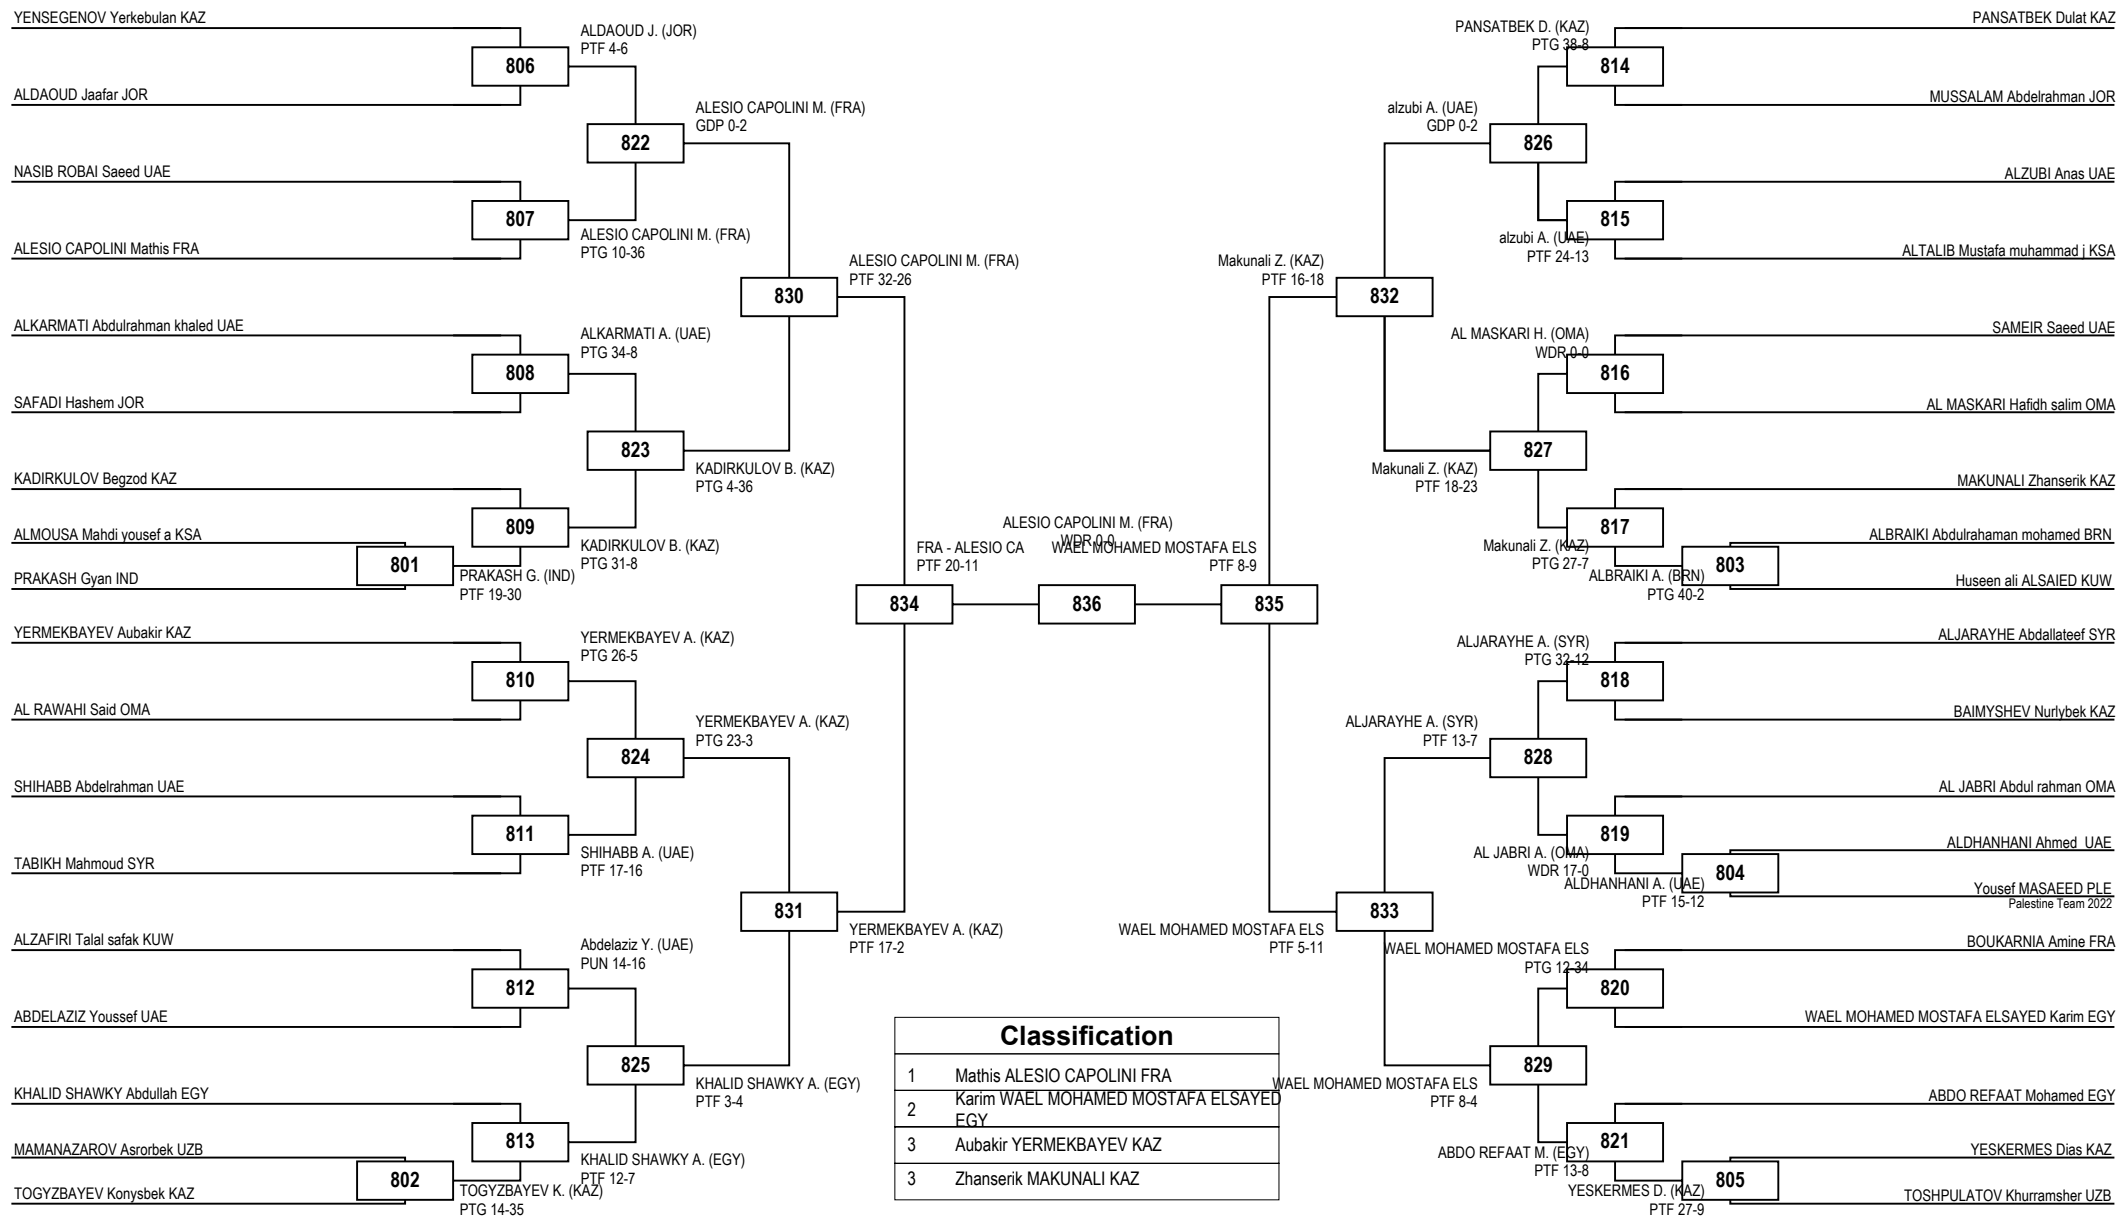 YENSEGENOV Yerkebulan KAZ
806
ALDAOUD J. (JOR)
PTF 4-6
ALDAOUD Jaafar JOR
822
ALESIO CAPOLINI M. (FRA)
GDP 0-2
NASIB ROBAI Saeed UAE
807
ALESIO CAPOLINI M. (FRA)
PTG 10-36
ALESIO CAPOLINI Mathis FRA
830
ALESIO CAPOLINI M. (FRA)
PTF 32-26
ALKARMATI Abdulrahman khaled UAE
808
ALKARMATI A. (UAE)
PTG 34-8
SAFADI Hashem JOR
823
KADIRKULOV B. (KAZ)
PTG 4-36
KADIRKULOV Begzod KAZ
809
KADIRKULOV B. (KAZ)
PTG 31-8
ALMOUSA Mahdi yousef a KSA
801
PRAKASH G. (IND)
PTF 19-30
PRAKASH Gyan IND
834
FRA - ALESIO CA
PTF 20-11
YERMEKBAYEV Aubakir KAZ
810
YERMEKBAYEV A. (KAZ)
PTG 26-5
AL RAWAHI Said OMA
824
YERMEKBAYEV A. (KAZ)
PTG 23-3
SHIHABB Abdelrahman UAE
811
SHIHABB A. (UAE)
PTF 17-16
TABIKH Mahmoud SYR
831
YERMEKBAYEV A. (KAZ)
PTF 17-2
ALZAFIRI Talal safak KUW
812
Abdelaziz Y. (UAE)
PUN 14-16
ABDELAZIZ Youssef UAE
825
KHALID SHAWKY A. (EGY)
PTF 3-4
KHALID SHAWKY Abdullah EGY
813
KHALID SHAWKY A. (EGY)
PTF 12-7
MAMANAZAROV Asrorbek UZB
802
TOGYZBAYEV K. (KAZ)
PTG 14-35
TOGYZBAYEV Konysbek KAZ
ALESIO CAPOLINI M. (FRA)
WDR 0-0
836
WAEL MOHAMED MOSTAFA ELS
PTF 8-9
835
PANSATBEK D. (KAZ)
PTG 38-8
814
PANSATBEK Dulat KAZ
MUSSALAM Abdelrahman JOR
alzubi A. (UAE)
GDP 0-2
826
ALZUBI Anas UAE
815
alzubi A. (UAE)
PTF 24-13
ALTALIB Mustafa muhammad j KSA
Makunali Z. (KAZ)
PTF 16-18
832
AL MASKARI H. (OMA)
WDR 0-0
816
SAMEIR Saeed UAE
AL MASKARI Hafidh salim OMA
827
Makunali Z. (KAZ)
PTF 18-23
MAKUNALI Zhanserik KAZ
817
Makunali Z. (KAZ)
PTG 27-7
ALBRAIKI Abdulrahaman mohamed BRN
803
ALBRAIKI A. (BRN)
PTG 40-2
Huseen ali ALSAIED KUW
ALJARAYHE A. (SYR)
PTG 32-12
818
ALJARAYHE Abdallateef SYR
BAIMYSHEV Nurlybek KAZ
ALJARAYHE A. (SYR)
PTF 13-7
828
AL JABRI Abdul rahman OMA
819
AL JABRI A. (OMA)
WDR 17-0
ALDHANHANI Ahmed UAE
804
ALDHANHANI A. (UAE)
PTF 15-12
Yousef MASAEED PLE
Palestine Team 2022
833
WAEL MOHAMED MOSTAFA ELS
PTF 5-11
WAEL MOHAMED MOSTAFA ELS
PTG 12-34
820
BOUKARNIA Amine FRA
WAEL MOHAMED MOSTAFA ELSAYED Karim EGY
829
WAEL MOHAMED MOSTAFA ELS
PTF 8-4
ABDO REFAAT Mohamed EGY
821
ABDO REFAAT M. (EGY)
PTF 13-8
YESKERMES Dias KAZ
805
YESKERMES D. (KAZ)
PTF 27-9
TOSHPULATOV Khurramsher UZB
Classification
1 Mathis ALESIO CAPOLINI FRA
2 Karim WAEL MOHAMED MOSTAFA ELSAYED
EGY
3 Aubakir YERMEKBAYEV KAZ
3 Zhanserik MAKUNALI KAZ